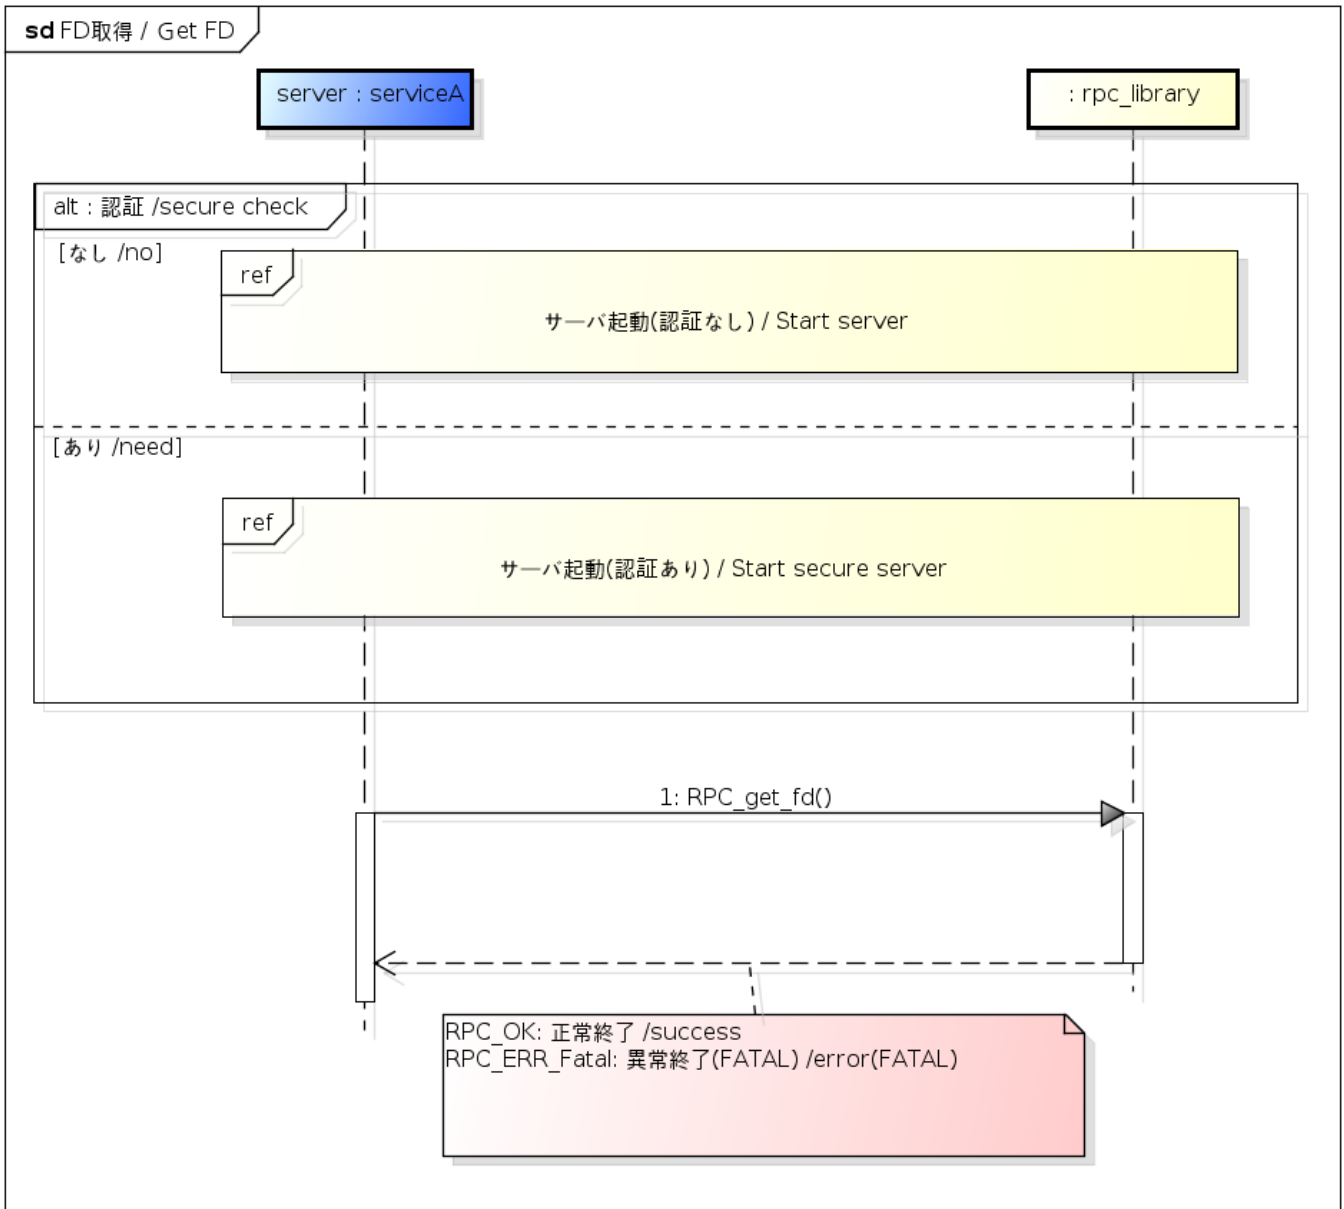 sd FD取得 / Get FD
server : serviceA
: rpc_library
alt : 認証 /secure check
[なし /no]
ref
サーバ起動(認証なし) / Start server
[あり /need]
ref
サーバ起動(認証あり) / Start secure server
1: RPC_get_fd()
RPC_OK: 正常終了 /success
RPC_ERR_Fatal: 異常終了(FATAL) /error(FATAL)